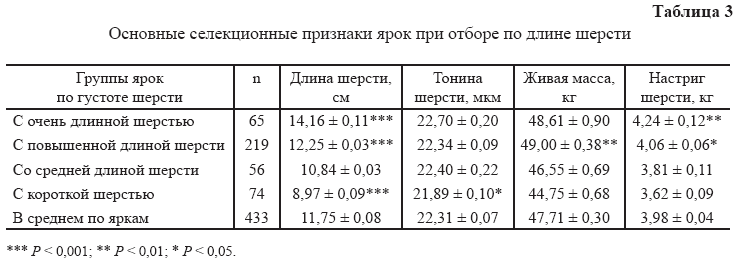 Таблица 3
Основные селекционные признаки ярок при отборе по длине шерсти
Группы ярок по густоте шерсти | n | Длина шерсти, см | Тонина шерсти, мкм | Живая масса, кг | Настриг шерсти, кг
С очень длинной шерстью | 65 | 14,16 ± 0,11*** | 22,70 ± 0,20 | 48,61 ± 0,90 | 4,24 ± 0,12**
С повышенной длиной шерсти | 219 | 12,25 ± 0,03*** | 22,34 ± 0,09 | 49,00 ± 0,38** | 4,06 ± 0,06*
Со средней длиной шерсти | 56 | 10,84 ± 0,03 | 22,40 ± 0,22 | 46,55 ± 0,69 | 3,81 ± 0,11
С короткой шерстью | 74 | 8,97 ± 0,09*** | 21,89 ± 0,10* | 44,75 ± 0,68 | 3,62 ± 0,09
В среднем по яркам | 433 | 11,75 ± 0,08 | 22,31 ± 0,07 | 47,71 ± 0,30 | 3,98 ± 0,04
*** P < 0,001; ** P < 0,01; * P < 0,05.